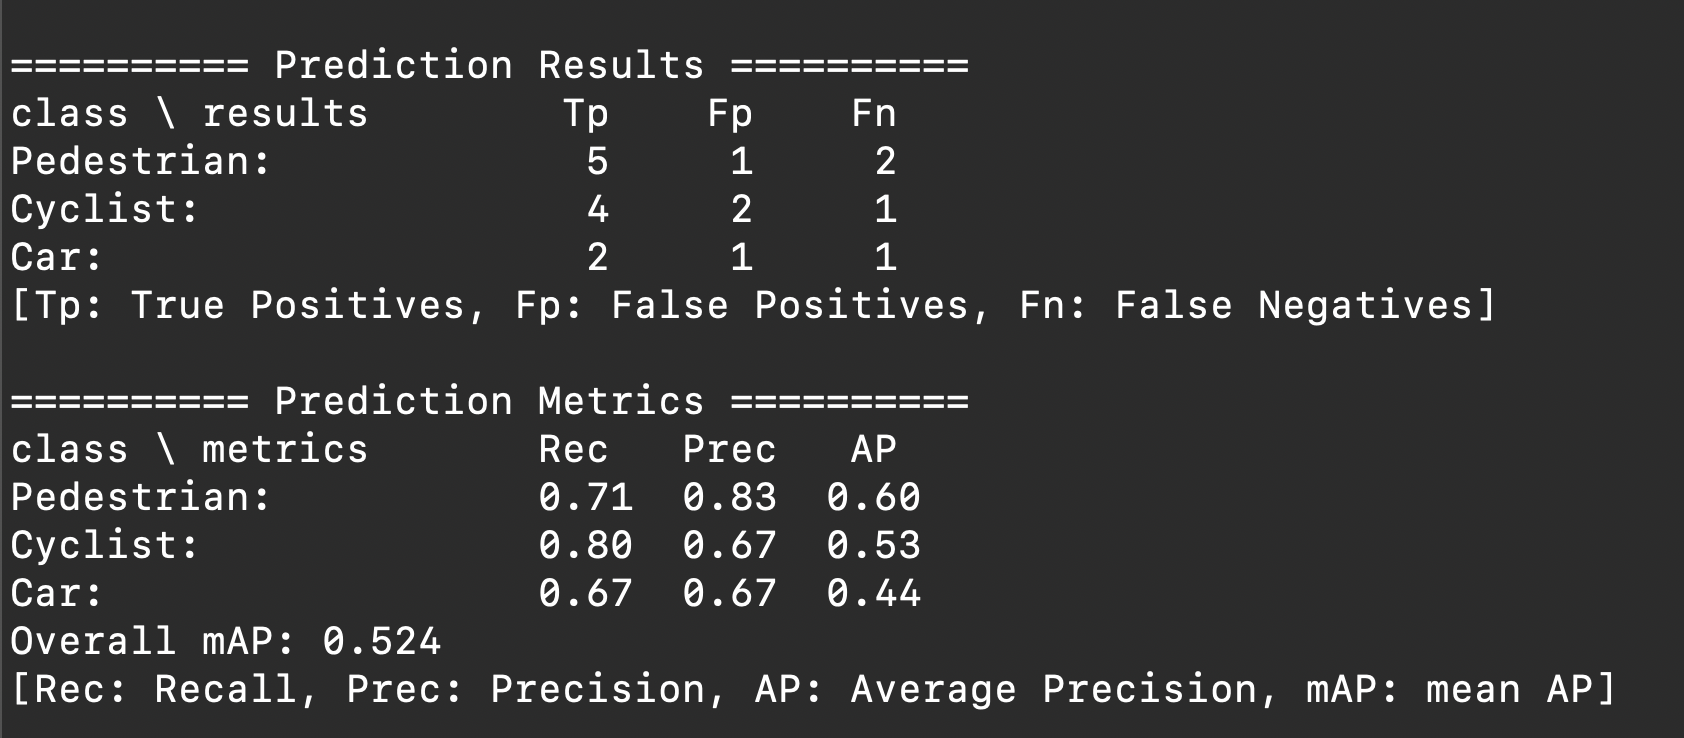 ========== Prediction Results ==========
class \ results        Tp    Fp    Fn
Pedestrian:             5     1     2
Cyclist:                4     2     1
Car:                    2     1     1
[Tp: True Positives, Fp: False Positives, Fn: False Negatives]

========== Prediction Metrics ==========
class \ metrics       Rec   Prec   AP
Pedestrian:           0.71  0.83  0.60
Cyclist:              0.80  0.67  0.53
Car:                  0.67  0.67  0.44
Overall mAP: 0.524
[Rec: Recall, Prec: Precision, AP: Average Precision, mAP: mean AP]